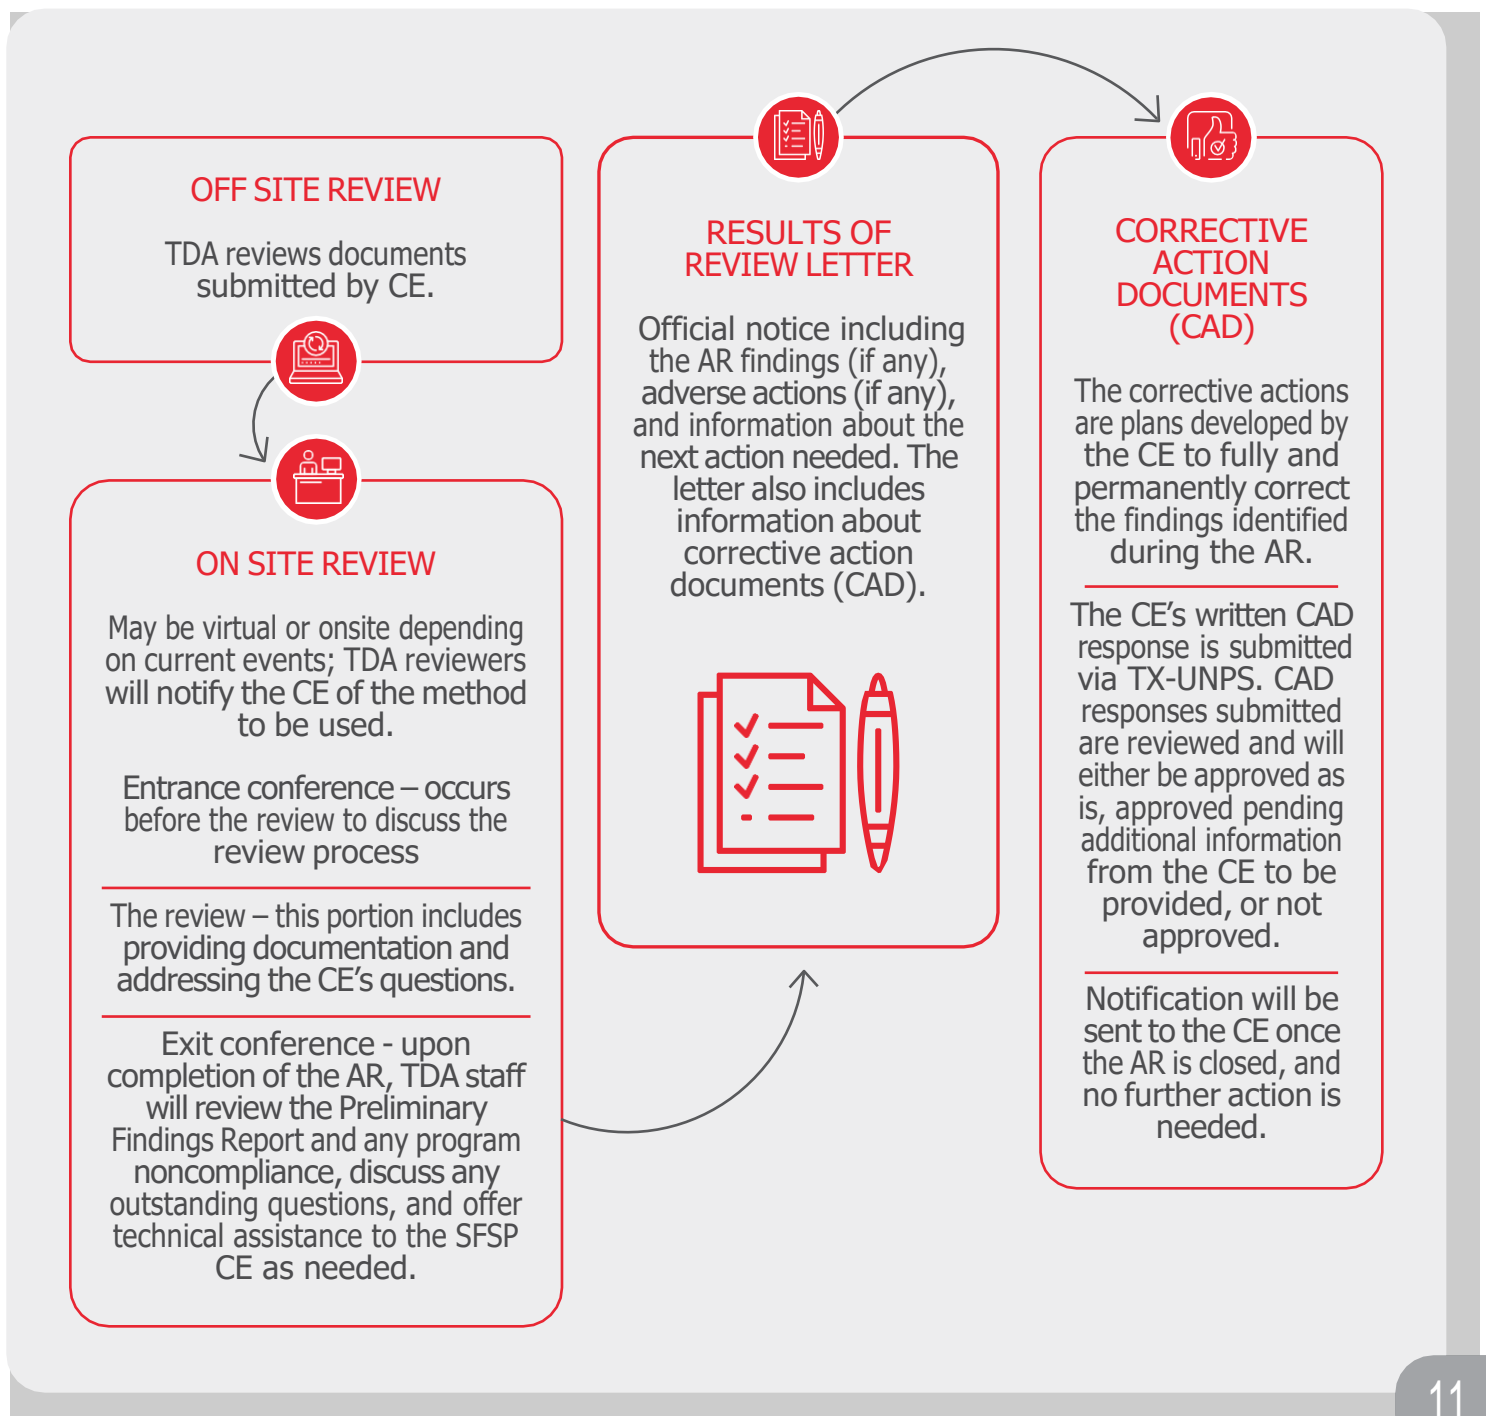 OFF SITE REVIEW
TDA reviews documents
submitted by CE.
ON SITE REVIEW
May be virtual or onsite depending
on current events; TDA reviewers
will notify the CE of the method
to be used.
Entrance conference – occurs
before the review to discuss the
review process
The review – this portion includes
providing documentation and
addressing the CE’s questions.
Exit conference - upon
completion of the AR, TDA staff
will review the Preliminary
Findings Report and any program
noncompliance, discuss any
outstanding questions, and offer
technical assistance to the SFSP
CE as needed.
RESULTS OF
REVIEW LETTER
Official notice including
the AR findings (if any),
adverse actions (if any),
and information about the
next action needed. The
letter also includes
information about
corrective action
documents (CAD).
CORRECTIVE
ACTION
DOCUMENTS
(CAD)
The corrective actions
are plans developed by
the CE to fully and
permanently correct
the findings identified
during the AR.
The CE’s written CAD
response is submitted
via TX-UNPS. CAD
responses submitted
are reviewed and will
either be approved as
is, approved pending
additional information
from the CE to be
provided, or not
approved.
Notification will be
sent to the CE once
the AR is closed, and
no further action is
needed.
11